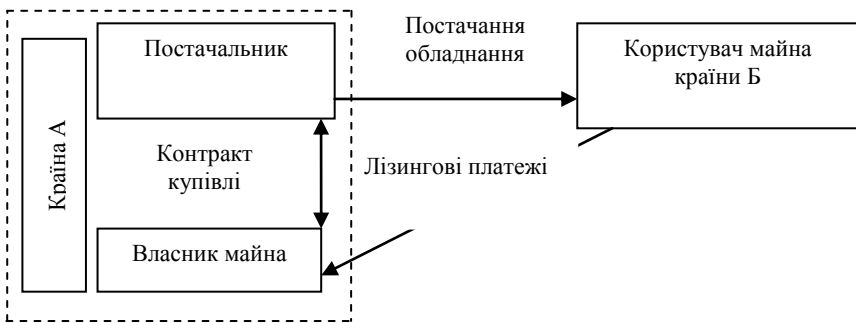 Країна А
Постачальник
Постачання
обладнання
Користувач майна
країни Б
Контракт
купівлі
Лізингові платежі
Власник майна